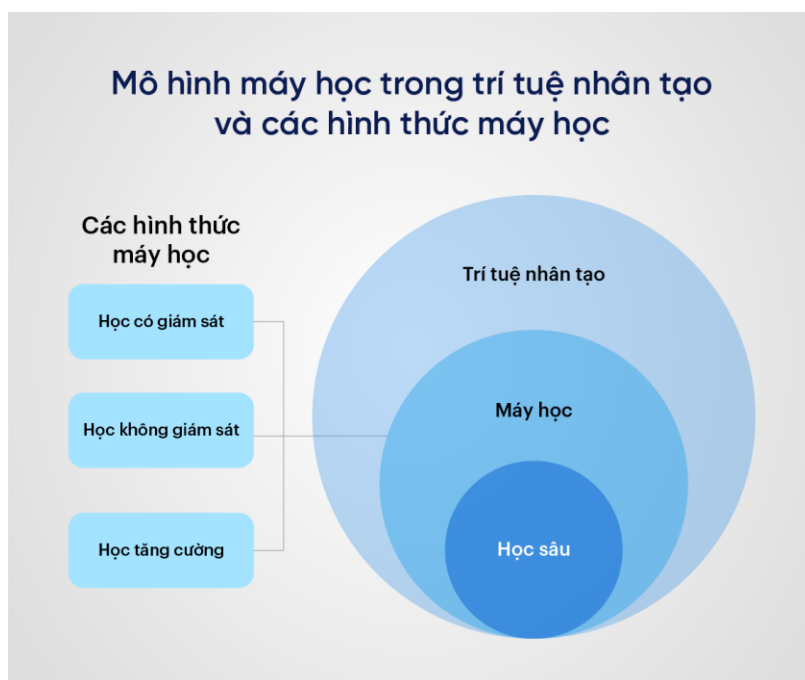 Mô hình máy học trong trí tuệ nhân tạo
và các hình thức máy học
Các hình thức
máy học
Học có giám sát
Học không giám sát
Học tăng cường
Trí tuệ nhân tạo
Máy học
Học sâu